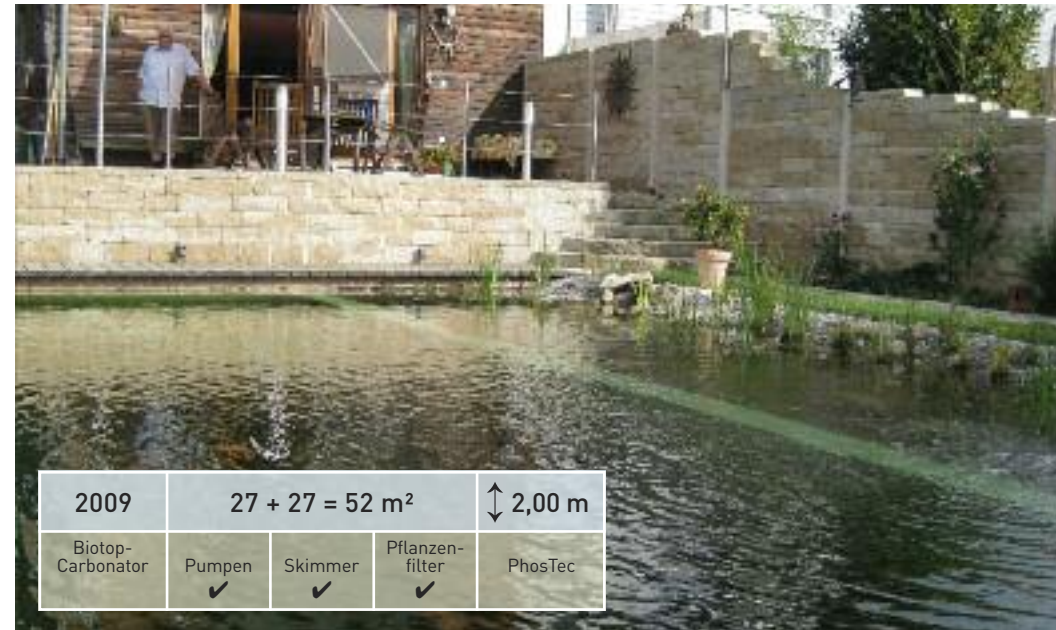 2009 27 + 27 = 52 m² ↕ 2,00 m
Biotop-
Carbonator
Pumpen
✔
Skimmer
✔
Pflanzen-
filter
✔
PhosTec